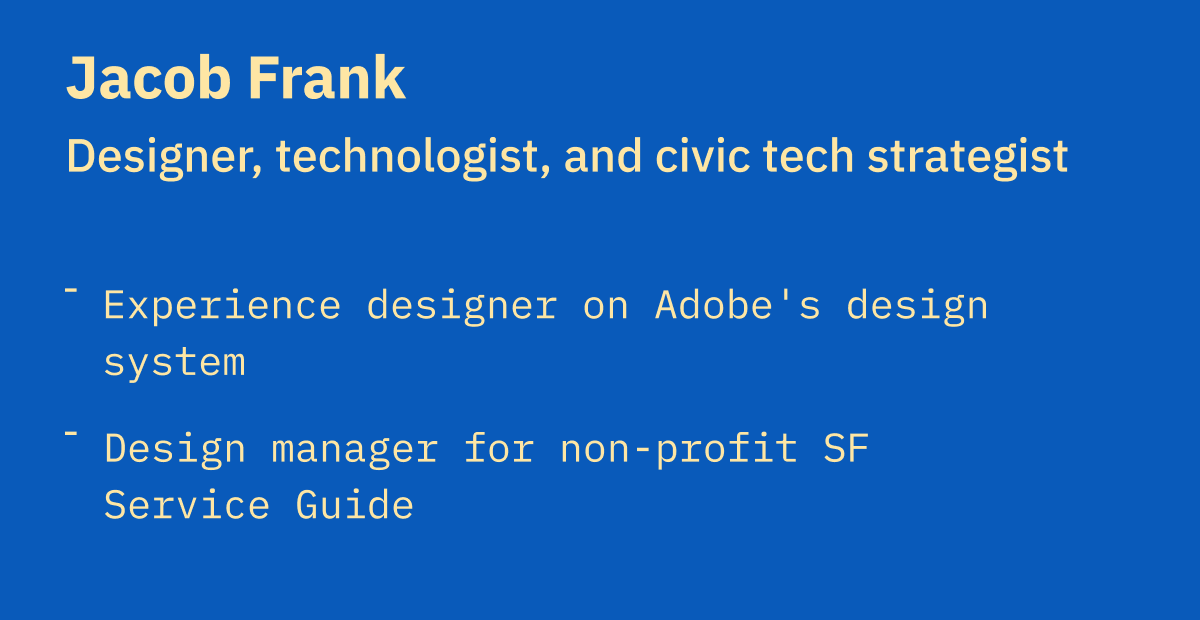 Jacob Frank
Designer, technologist, and civic tech strategist
- Experience designer on Adobe's design
system
- Design manager for non-profit SF
Service Guide